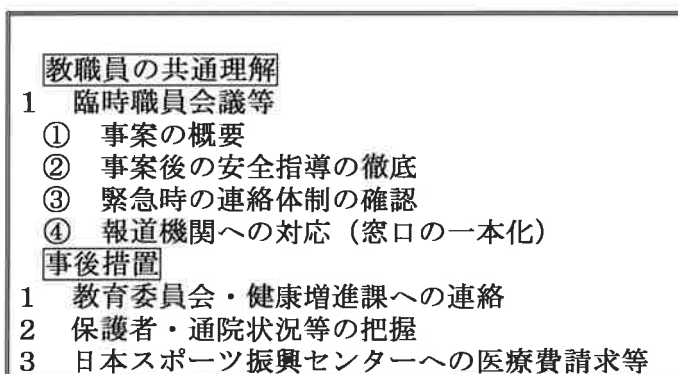 教職員の共通理解
1 臨時職員会議等
① 事案の概要
② 事案後の安全指導の徹底
③ 緊急時の連絡体制の確認
④ 報道機関への対応（窓口の一本化）
事後措置
1 教育委員会・健康増進課への連絡
2 保護者・通院状況等の把握
3 日本スポーツ振興センターへの医療費請求等